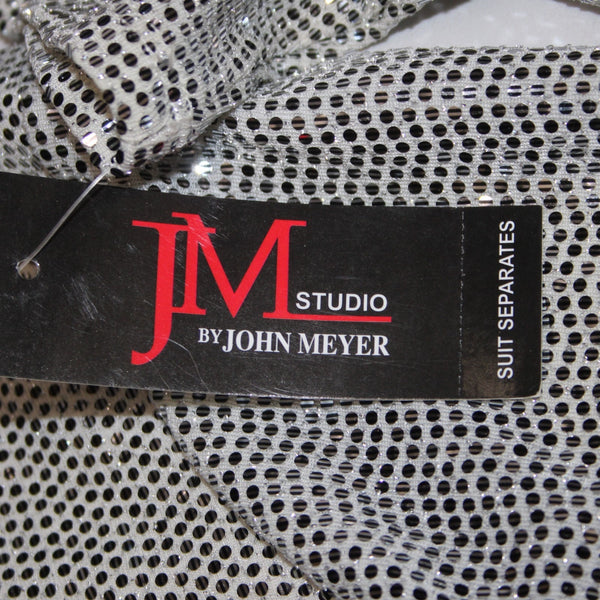 JM STUDIO
BY JOHN MEYER
SUIT SEPARATES